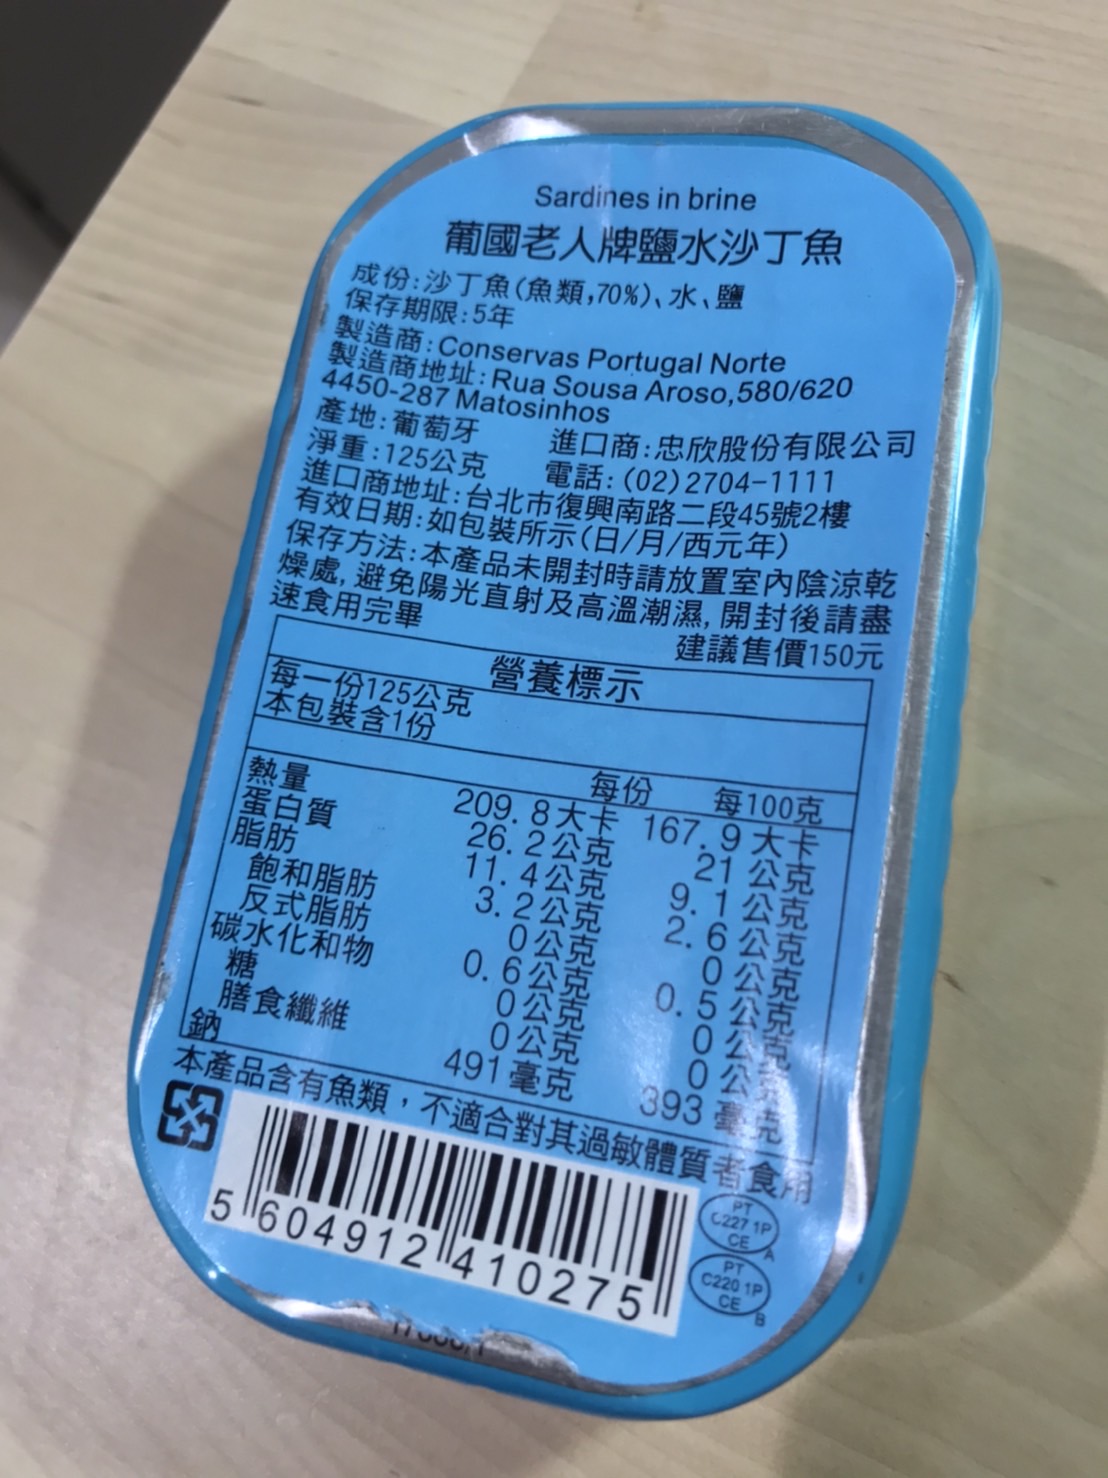 Sardines in brine
葡國老人牌鹽水沙丁魚
成份:沙丁魚(魚類,70%)、水、鹽
保存期限:5年
製造商:Conservas Portugal Norte
製造商地址:Rua Sousa Aroso,580/620
4450-287 Matosinhos
產地:葡萄牙 進口商:忠欣股份有限公司
淨重:125公克 電話:(02)2704-1111
進口商地址:台北市復興南路二段45號2樓
有效日期:如包裝所示(日/月/西元年)
保存方法:本產品未開封時請放置室內陰涼乾
燥處,避免陽光直射及高溫潮濕,開封後請盡
速食用完畢
建議售價150元
營養標示
每一份125公克
本包裝含1份
每份 每100克
熱量 209.8大卡 167.9大卡
蛋白質 26.2公克 21公克
脂肪 11.4公克 9.1公克
飽和脂肪 3.2公克 2.6公克
反式脂肪 0公克 0公克
碳水化和物 0.6公克 0.5公克
糖 0公克 0公克
膳食纖維 0公克 0公克
鈉 491毫克 393毫克
本產品含有魚類，不適合對其過敏體質者食用
5 604912 410275
PT
C227 1P
CE
A
PT
C220 1P
CE
B